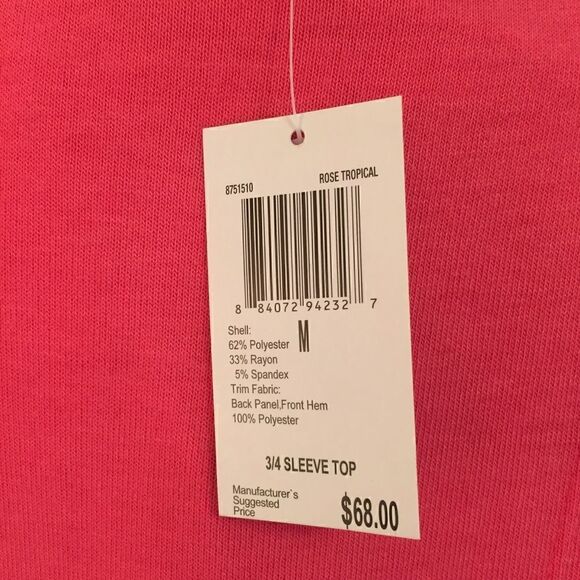 8751510 ROSE TROPICAL
8 84072 94232 7
Shell:
62% Polyester M
33% Rayon
5% Spandex
Trim Fabric:
Back Panel,Front Hem
100% Polyester
3/4 SLEEVE TOP
Manufacturer`s
Suggested
Price $68.00